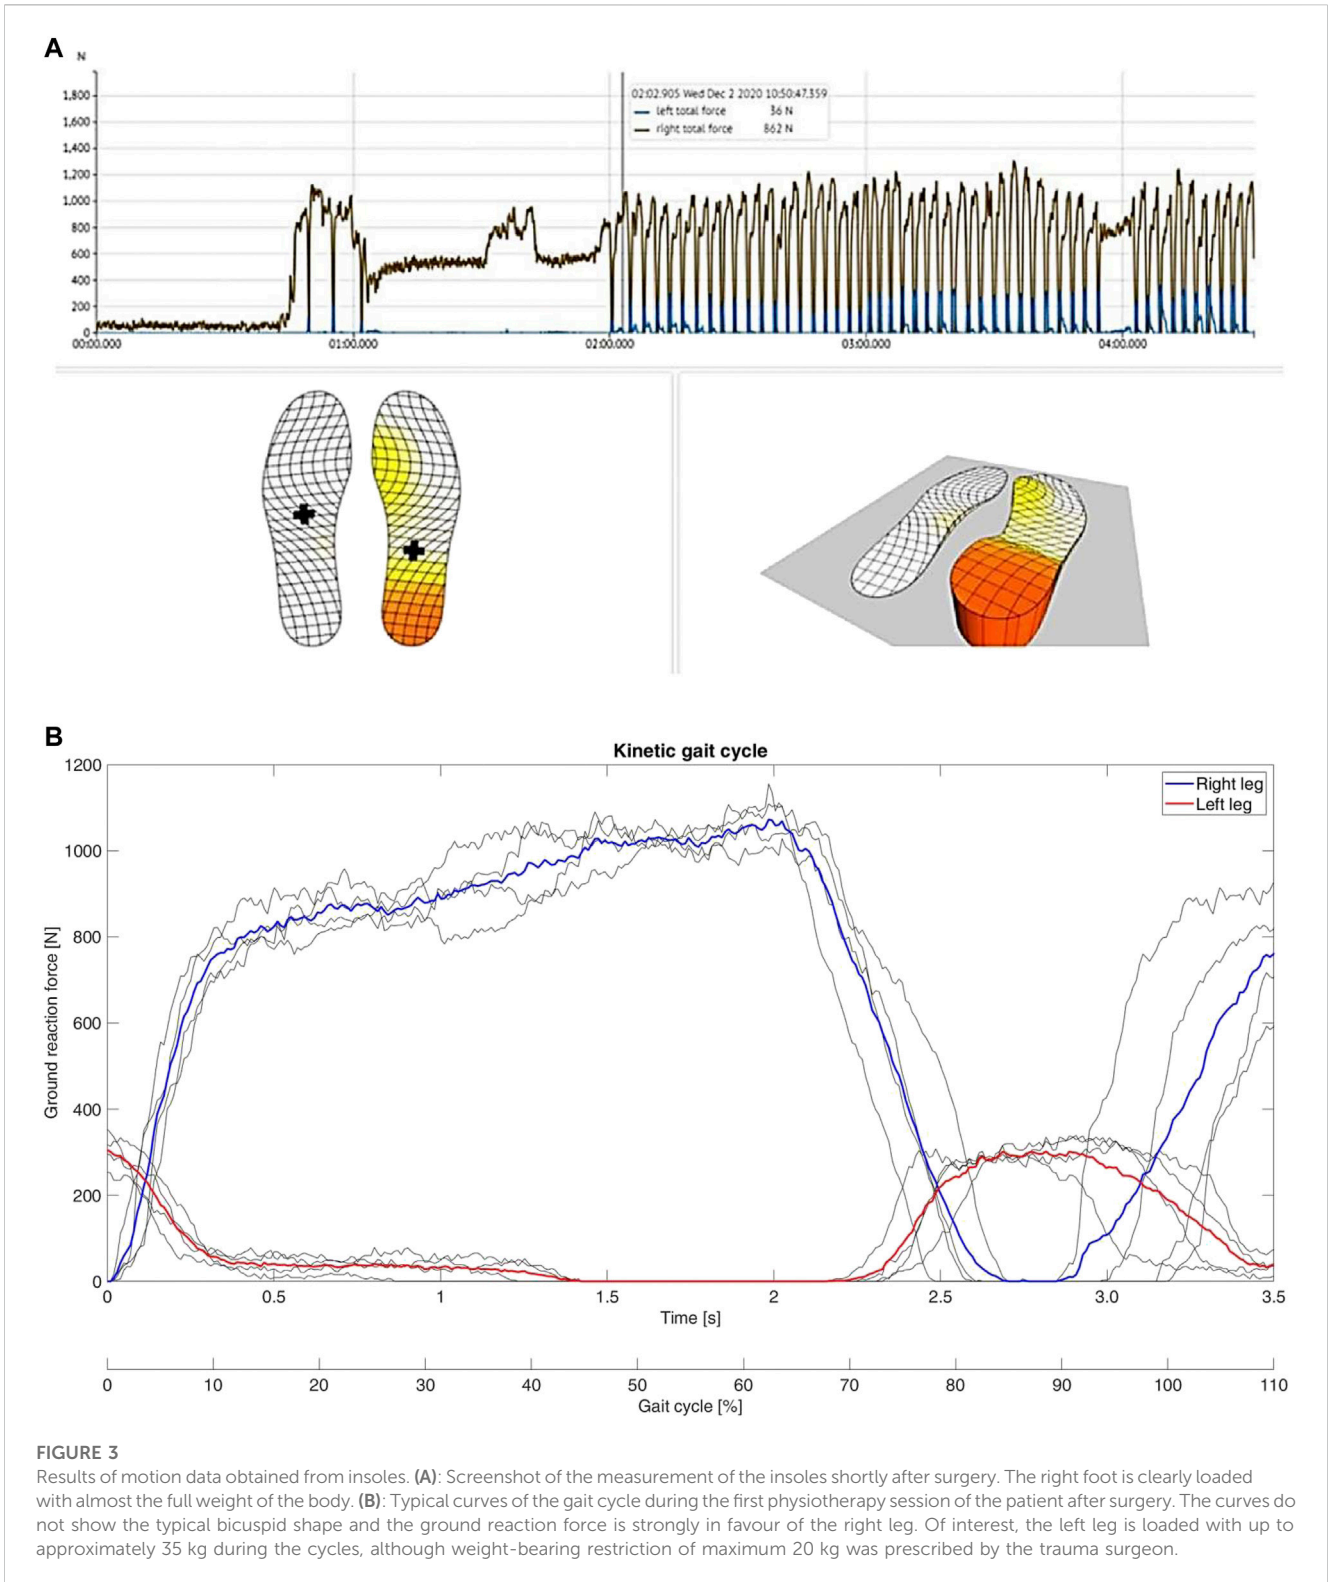 A
N
1,800
1,600
1,400
1,200
1,000
800
600
400
200
0
02:02.905 Wed Dec 2 2020 10:50:47.359
left total force 36 N
right total force 862 N
00:00.000 01:00.000 02:00.000 03:00.000 04:00.000
B
Kinetic gait cycle
1200
1000
800
600
400
200
0
Ground reaction force [N]
Right leg
Left leg
0 0.5 1 1.5 2 2.5 3.0 3.5
Time [s]
0 10 20 30 40 50 60 70 80 90 100 110
Gait cycle [%]
FIGURE 3
Results of motion data obtained from insoles. (A): Screenshot of the measurement of the insoles shortly after surgery. The right foot is clearly loaded
with almost the full weight of the body. (B): Typical curves of the gait cycle during the first physiotherapy session of the patient after surgery. The curves do
not show the typical bicuspid shape and the ground reaction force is strongly in favour of the right leg. Of interest, the left leg is loaded with up to
approximately 35 kg during the cycles, although weight-bearing restriction of maximum 20 kg was prescribed by the trauma surgeon.